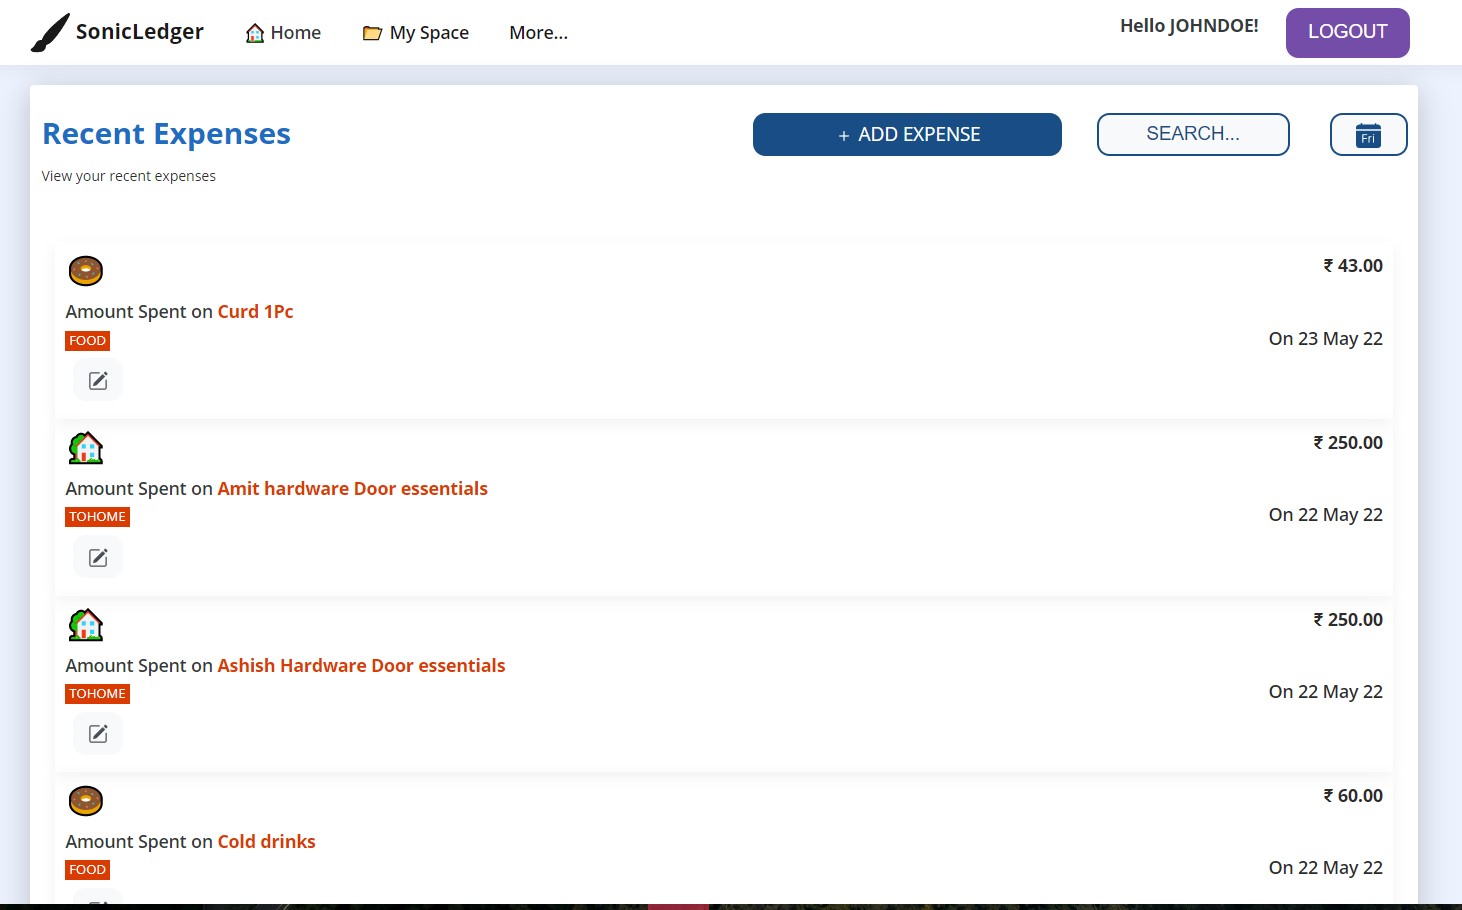 SonicLedger Home My Space More... Hello JOHNDOE! LOGOUT
Recent Expenses + ADD EXPENSE SEARCH... Fri
View your recent expenses
₹ 43.00
Amount Spent on Curd 1Pc
FOOD On 23 May 22
₹ 250.00
Amount Spent on Amit hardware Door essentials
TOHOME On 22 May 22
₹ 250.00
Amount Spent on Ashish Hardware Door essentials
TOHOME On 22 May 22
₹ 60.00
Amount Spent on Cold drinks
FOOD On 22 May 22